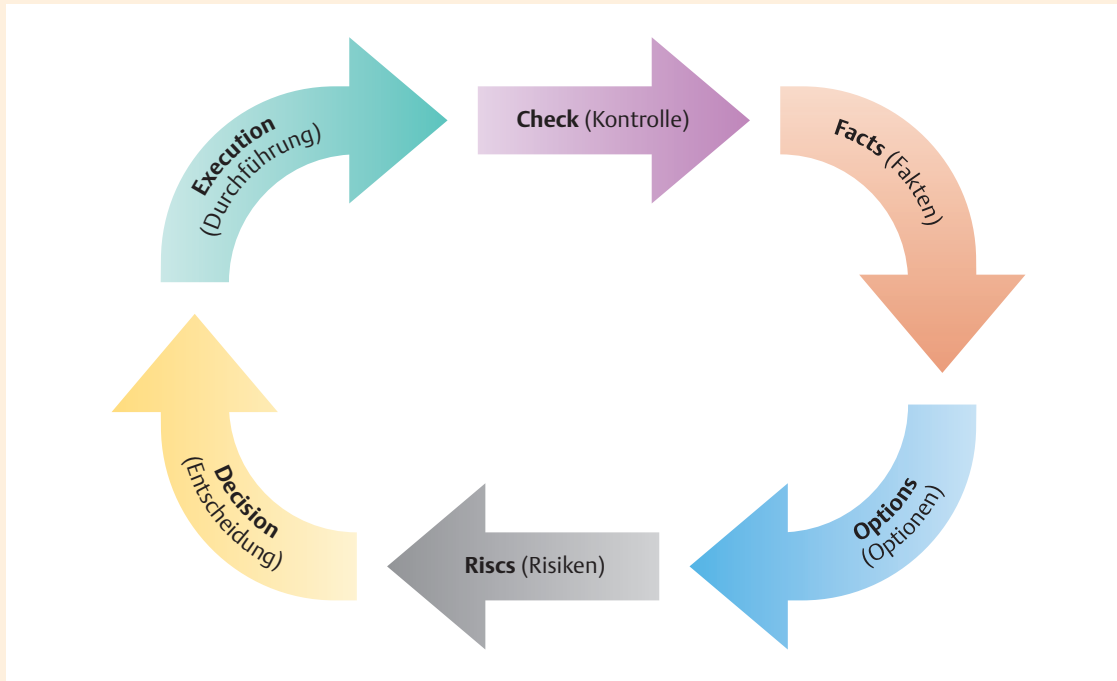 Execution
(Durchführung)
Check (Kontrolle)
Facts (Fakten)
Options
(Optionen)
Riscs (Risiken)
Decision
(Entscheidung)